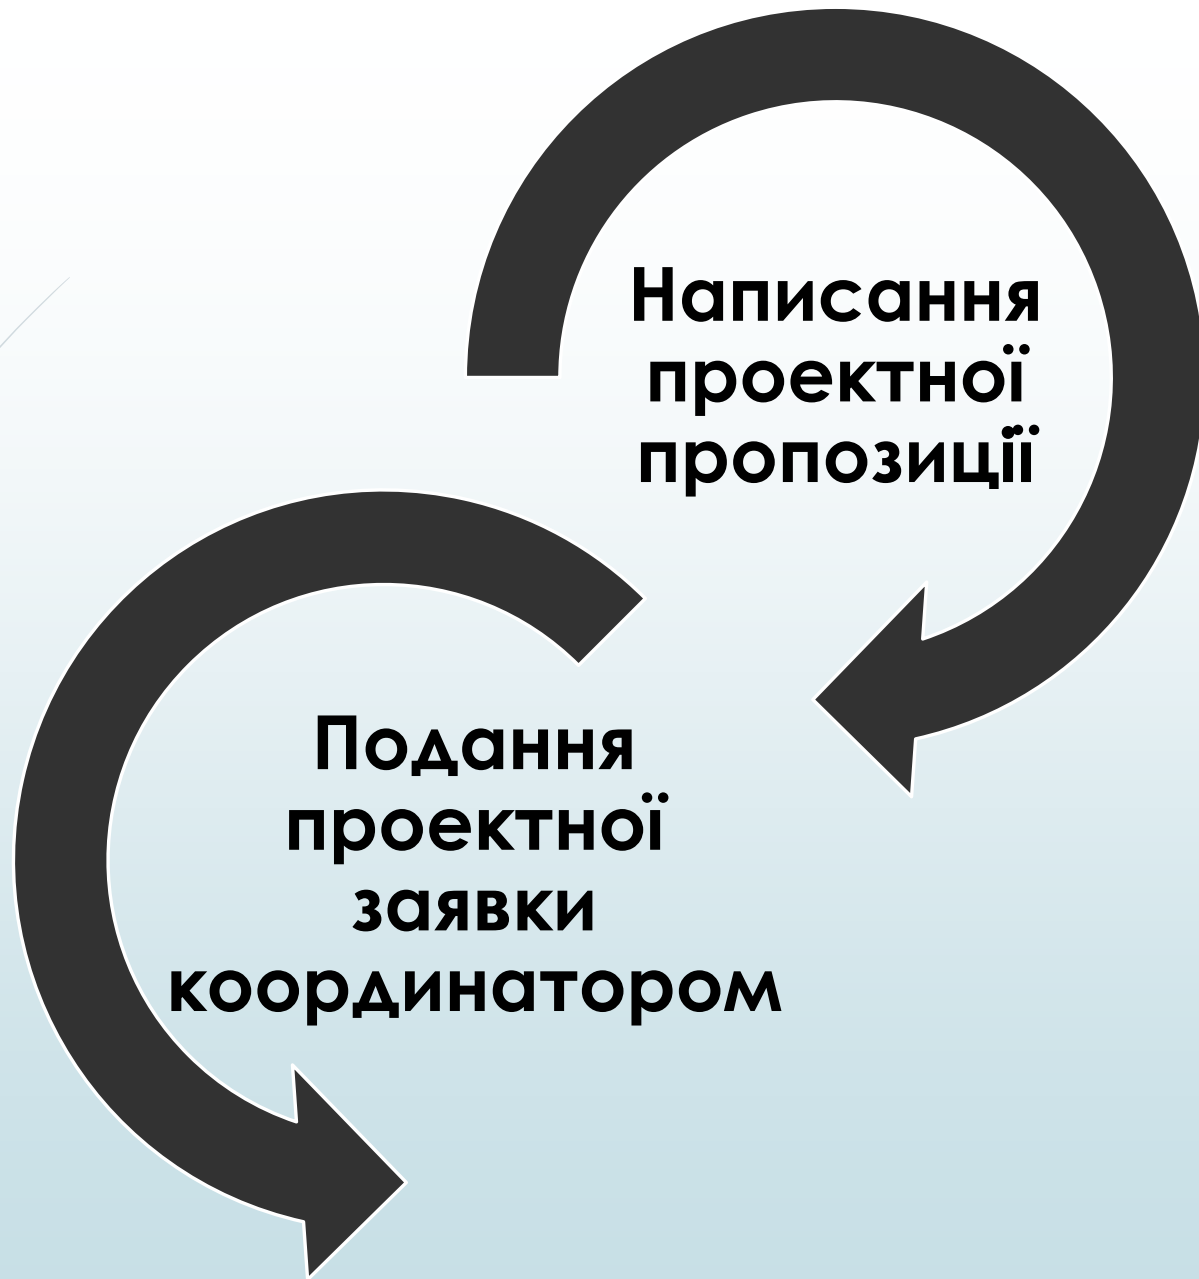 Написання
проектної
пропозиції
Подання
проектної
заявки
координатором